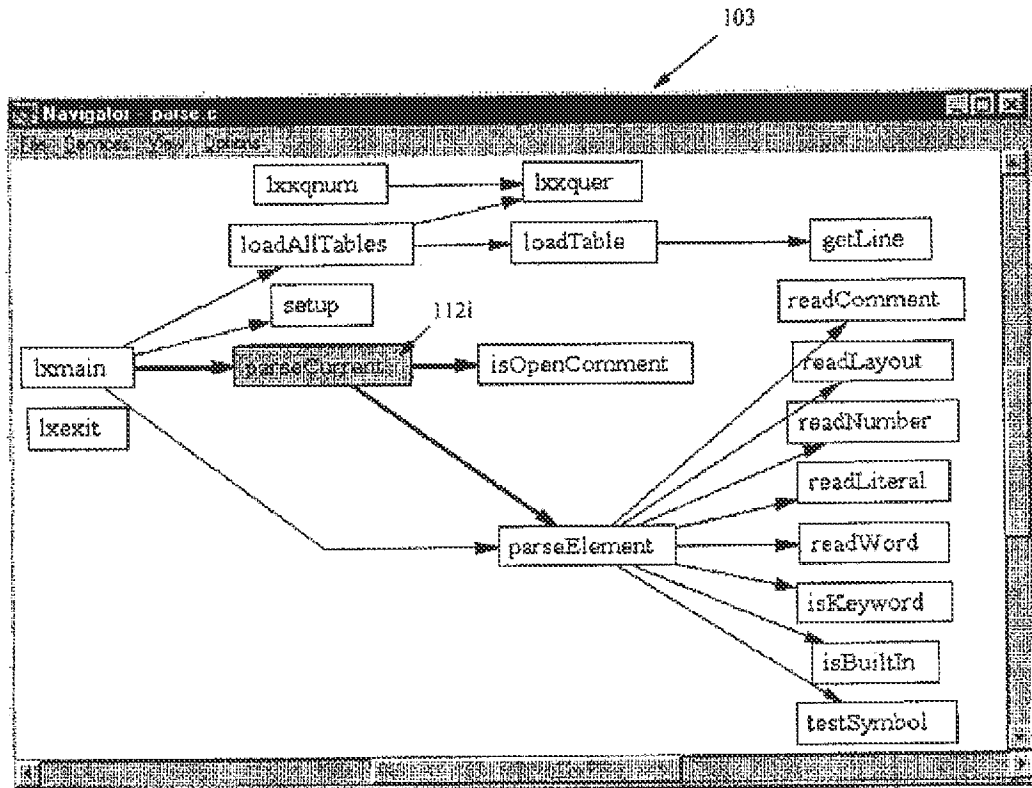 103
Navigator - parse.c
File Services View Options
lxxqnum
lxxquer
loadAllTables
loadTable
getLine
setup
readComment
112i
lxmain
parseCurrent
isOpenComment
readLayout
lxexit
readNumber
readLiteral
parseElement
readWord
isKeyword
isBuiltIn
testSymbol